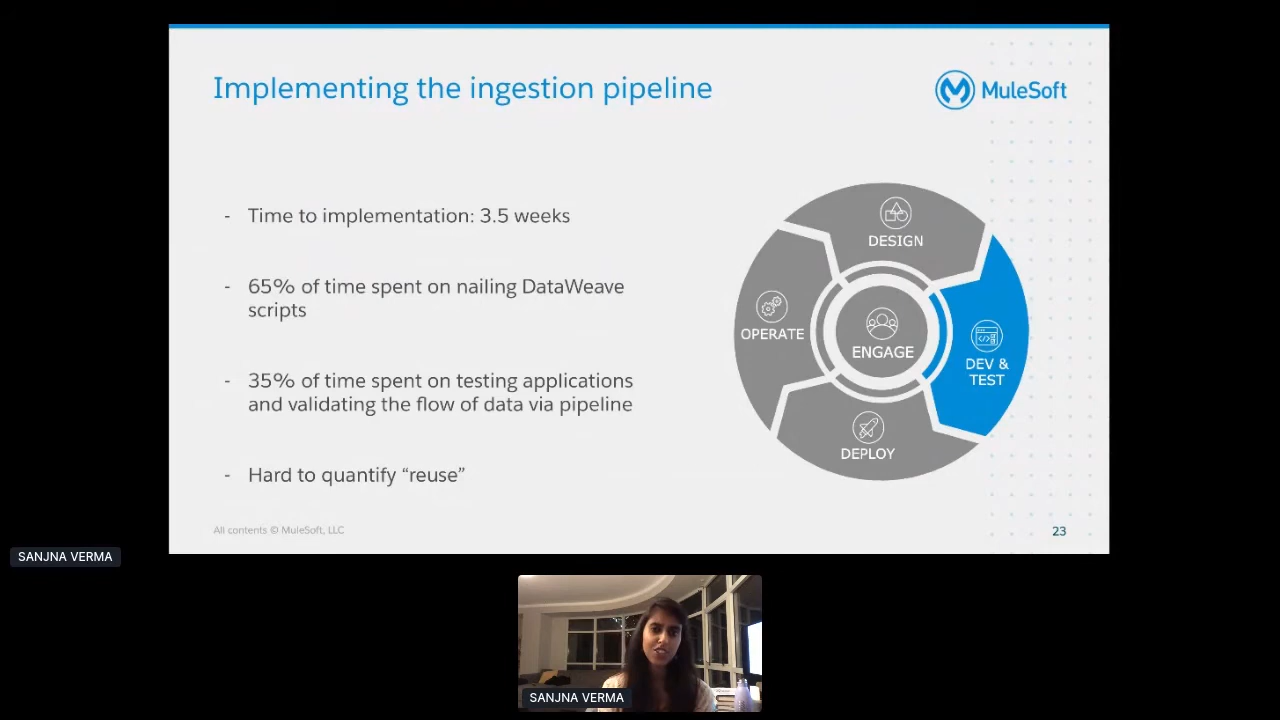 Implementing the ingestion pipeline
MuleSoft
- Time to implementation: 3.5 weeks
- 65% of time spent on nailing DataWeave
scripts
- 35% of time spent on testing applications
and validating the flow of data via pipeline
- Hard to quantify “reuse”
DESIGN
OPERATE
ENGAGE
DEV &
TEST
DEPLOY
All contents © MuleSoft, LLC
23
SANJNA VERMA
SANJNA VERMA